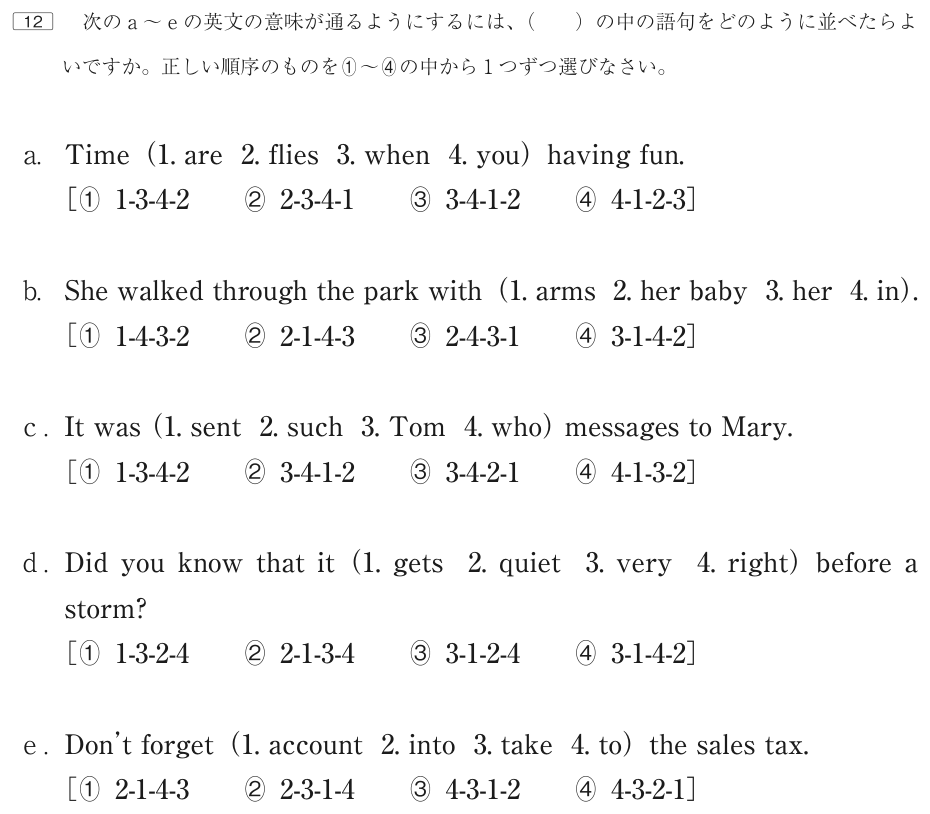 12 次のa～eの英文の意味が通るようにするには、(　　)の中の語句をどのように並べたらよ
いですか。正しい順序のものを①～④の中から1つずつ選びなさい。
a. Time (1. are 2. flies 3. when 4. you) having fun.
[① 1-3-4-2 ② 2-3-4-1 ③ 3-4-1-2 ④ 4-1-2-3]
b. She walked through the park with (1. arms 2. her baby 3. her 4. in).
[① 1-4-3-2 ② 2-1-4-3 ③ 2-4-3-1 ④ 3-1-4-2]
c. It was (1. sent 2. such 3. Tom 4. who) messages to Mary.
[① 1-3-4-2 ② 3-4-1-2 ③ 3-4-2-1 ④ 4-1-3-2]
d. Did you know that it (1. gets 2. quiet 3. very 4. right) before a
storm?
[① 1-3-2-4 ② 2-1-3-4 ③ 3-1-2-4 ④ 3-1-4-2]
e. Don't forget (1. account 2. into 3. take 4. to) the sales tax.
[① 2-1-4-3 ② 2-3-1-4 ③ 4-3-1-2 ④ 4-3-2-1]